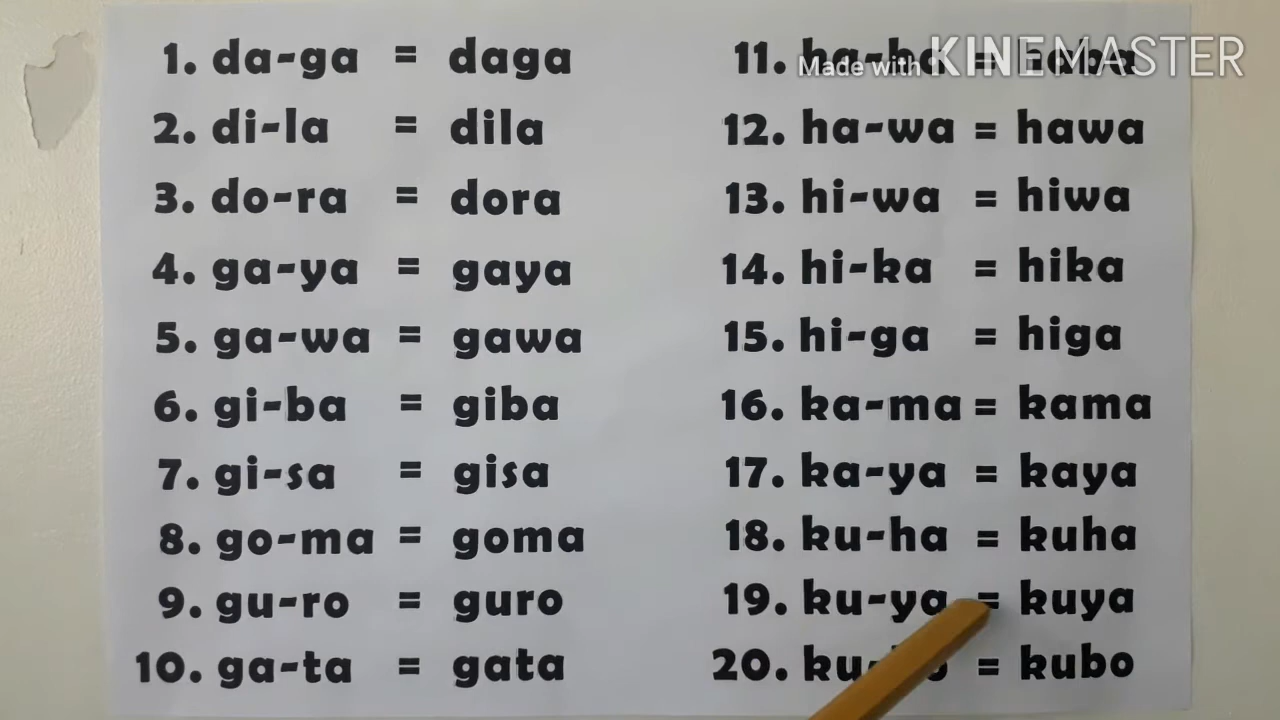 1. da-ga = daga
2. di-la = dila
3. do-ra = dora
4. ga-ya = gaya
5. ga-wa = gawa
6. gi-ba = giba
7. gi-sa = gisa
8. go-ma = goma
9. gu-ro = guro
10. ga-ta = gata
11. ha-ba = haba
Made with KINEMASTER
12. ha-wa = hawa
13. hi-wa = hiwa
14. hi-ka = hika
15. hi-ga = higa
16. ka-ma = kama
17. ka-ya = kaya
18. ku-ha = kuha
19. ku-ya = kuya
20. ku- = kubo